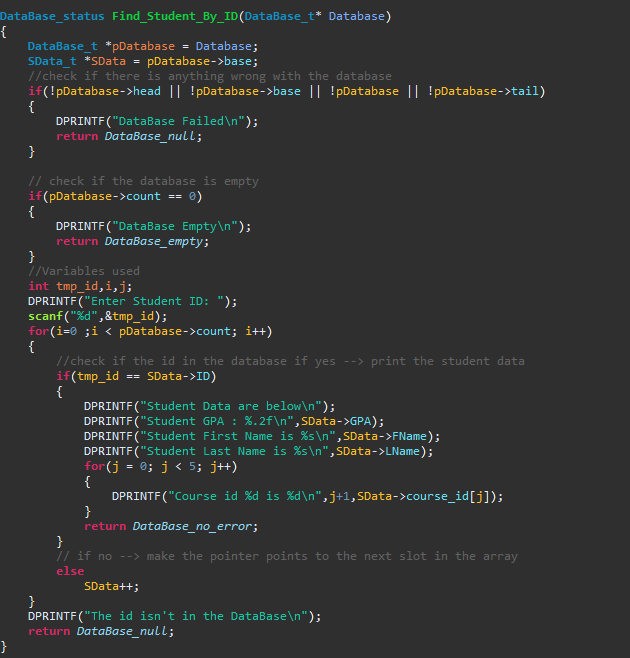 DataBase_status Find_Student_By_ID(DataBase_t* Database)
{
    DataBase_t *pDatabase = Database;
    SData_t *SData = pDatabase->base;
    //check if there is anything wrong with the database
    if(!pDatabase->head || !pDatabase->base || !pDatabase || !pDatabase->tail)
    {
        DPRINTF("DataBase Failed\n");
        return DataBase_null;
    }

    // check if the database is empty
    if(pDatabase->count == 0)
    {
        DPRINTF("DataBase Empty\n");
        return DataBase_empty;
    }
    //Variables used
    int tmp_id,i,j;
    DPRINTF("Enter Student ID: ");
    scanf("%d",&tmp_id);
    for(i=0 ;i < pDatabase->count; i++)
    {
        //check if the id in the database if yes --> print the student data
        if(tmp_id == SData->ID)
        {
            DPRINTF("Student Data are below\n");
            DPRINTF("Student GPA : %.2f\n",SData->GPA);
            DPRINTF("Student First Name is %s\n",SData->FName);
            DPRINTF("Student Last Name is %s\n",SData->LName);
            for(j = 0; j < 5; j++)
            {
                DPRINTF("Course id %d is %d\n",j+1,SData->course_id[j]);
            }
            return DataBase_no_error;
        }
        // if no --> make the pointer points to the next slot in the array
        else
            SData++;
    }
    DPRINTF("The id isn't in the DataBase\n");
    return DataBase_null;
}